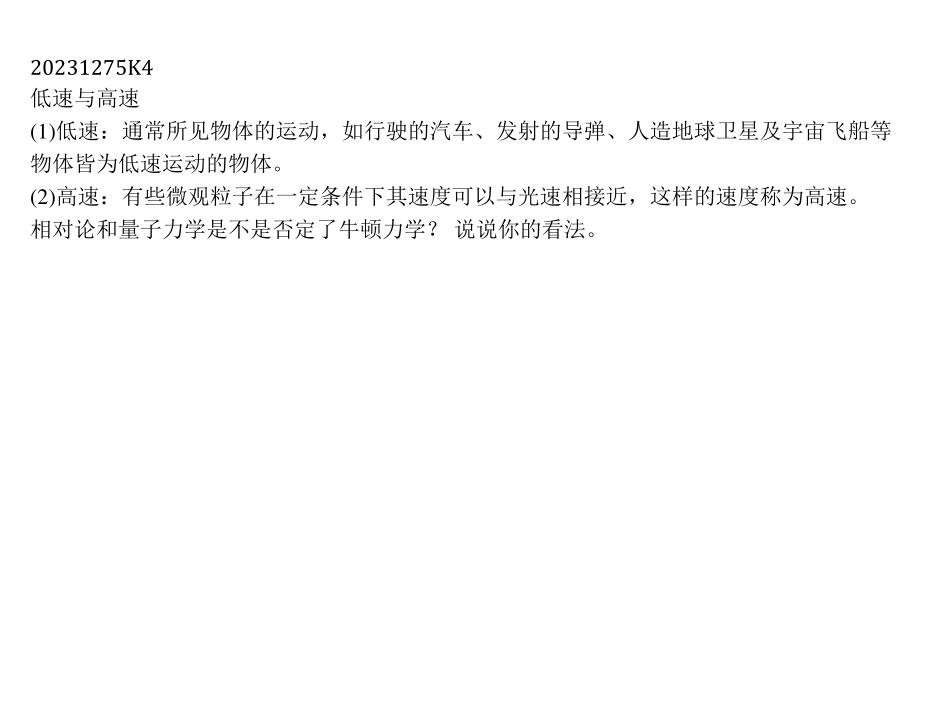 20231275K4
低速与高速
(1)低速：通常所见物体的运动，如行驶的汽车、发射的导弹、人造地球卫星及宇宙飞船等
物体皆为低速运动的物体。
(2)高速：有些微观粒子在一定条件下其速度可以与光速相接近，这样的速度称为高速。
相对论和量子力学是不是否定了牛顿力学？ 说说你的看法。